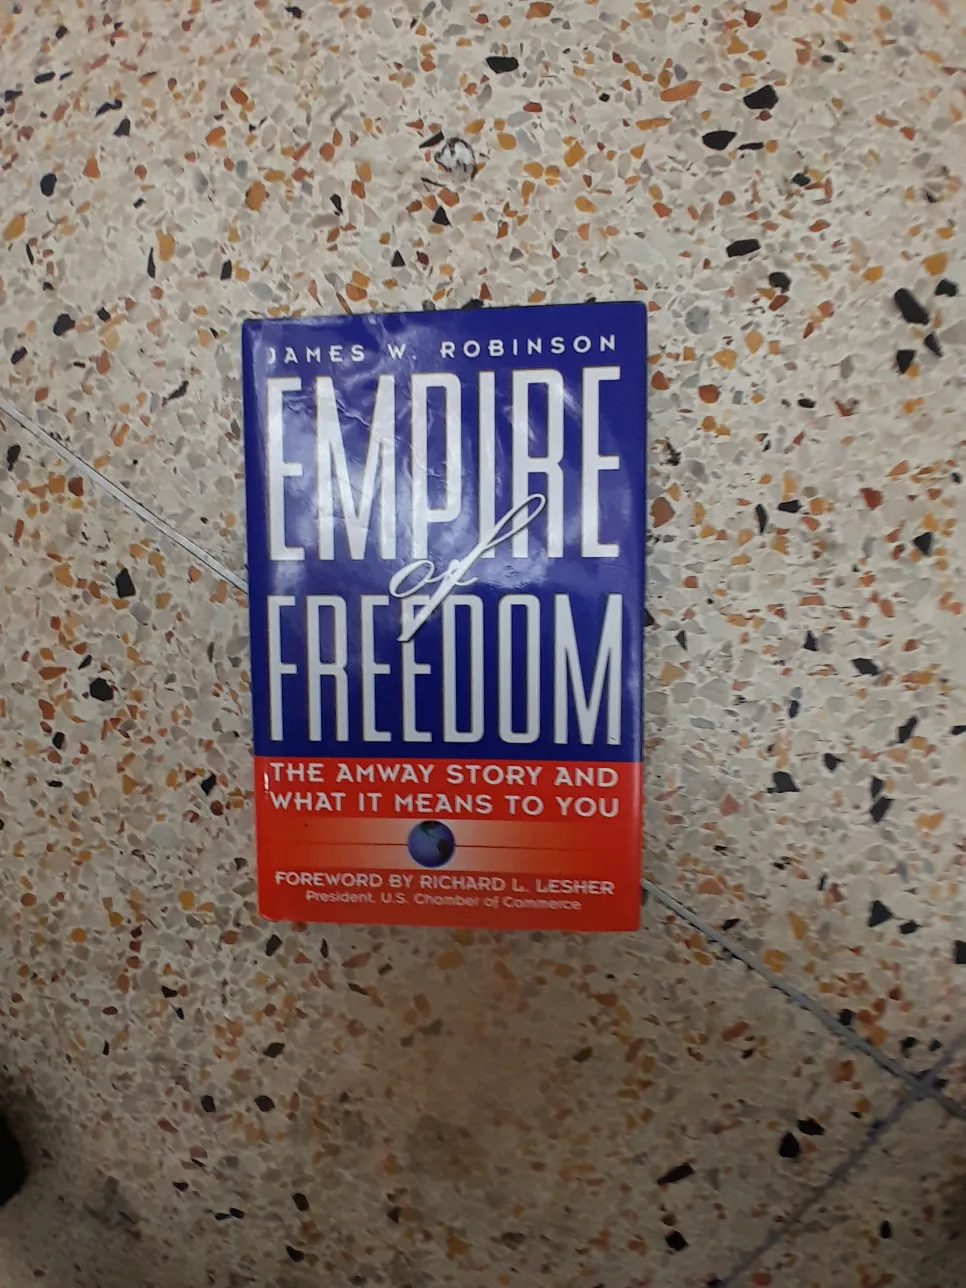 JAMES W. ROBINSON
EMPIRE
of
FREEDOM
THE AMWAY STORY AND
WHAT IT MEANS TO YOU
FOREWORD BY RICHARD L. LESHER
President, U.S. Chamber of Commerce